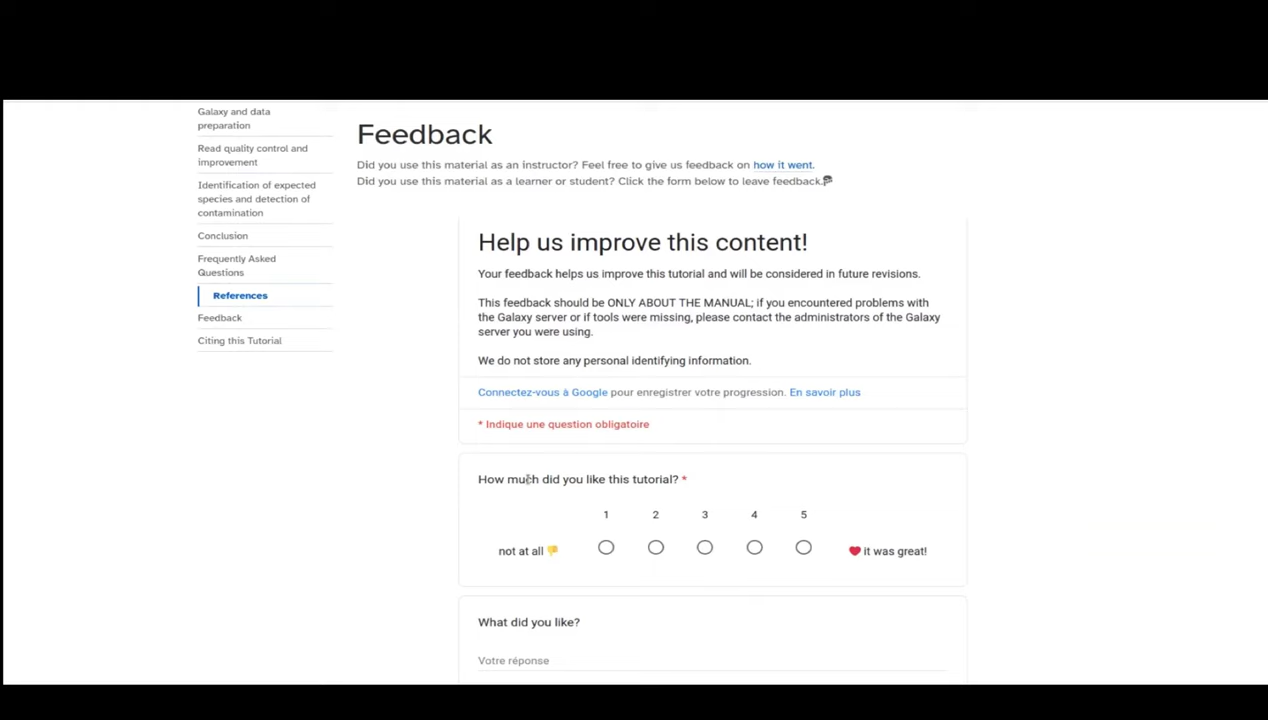 Galaxy and data
preparation
Read quality control and
improvement
Identification of expected
species and detection of
contamination
Conclusion
Frequently Asked
Questions
References
Feedback
Citing this Tutorial
Feedback
Did you use this material as an instructor? Feel free to give us feedback on how it went.
Did you use this material as a learner or student? Click the form below to leave feedback.
Help us improve this content!
Your feedback helps us improve this tutorial and will be considered in future revisions.
This feedback should be ONLY ABOUT THE MANUAL; if you encountered problems with
the Galaxy server or if tools were missing, please contact the administrators of the Galaxy
server you were using.
We do not store any personal identifying information.
Connectez-vous à Google pour enregistrer votre progression. En savoir plus
* Indique une question obligatoire
How much did you like this tutorial? *
1 2 3 4 5
not at all 👎 ❤️ it was great!
What did you like?
Votre réponse